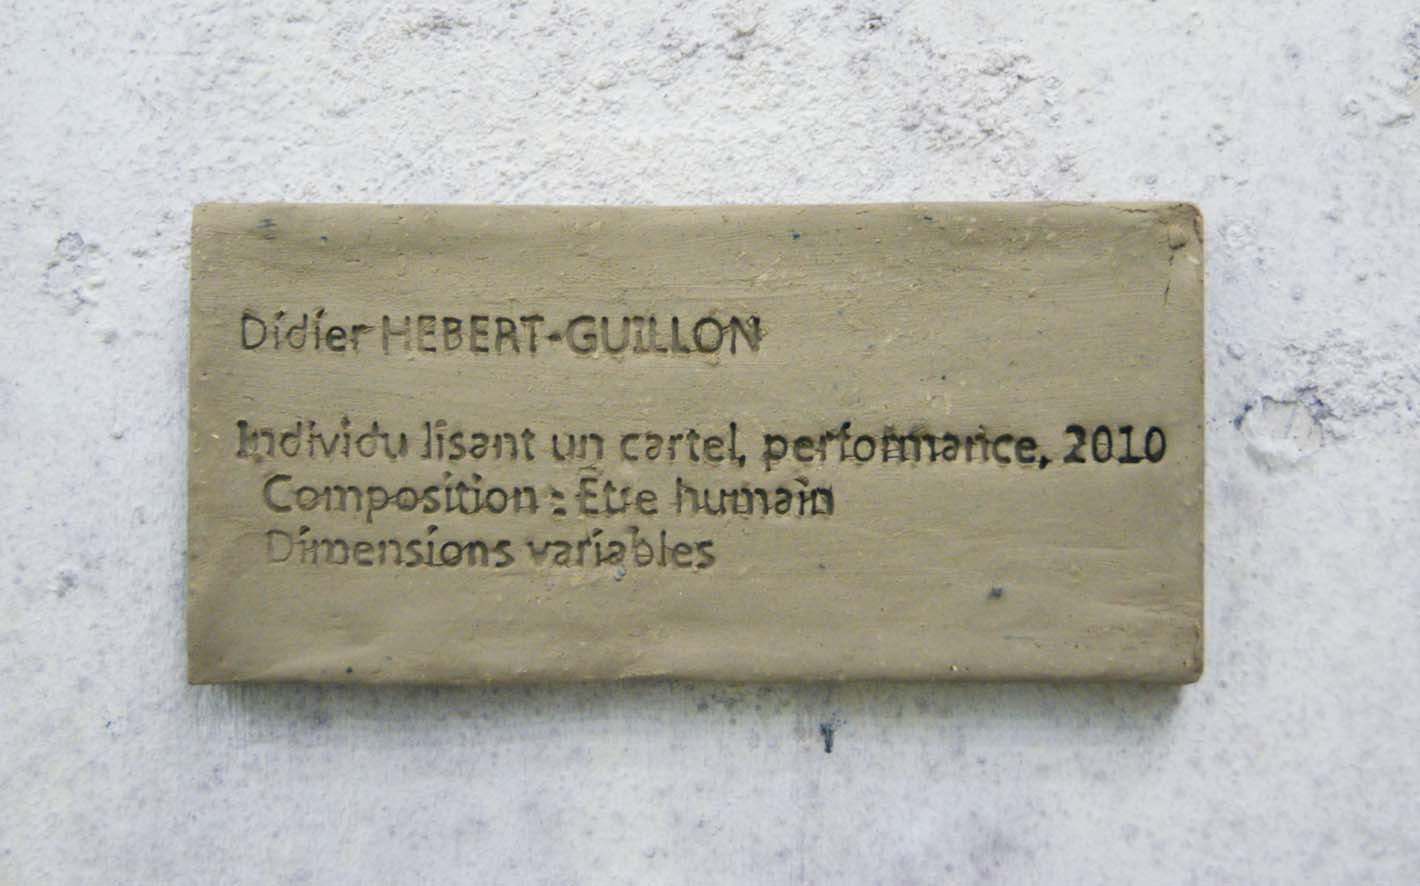 Didier HEBERT-GUILLON
Individu lisant un cartel, performance, 2010
Composition : Être humain
Dimensions variables